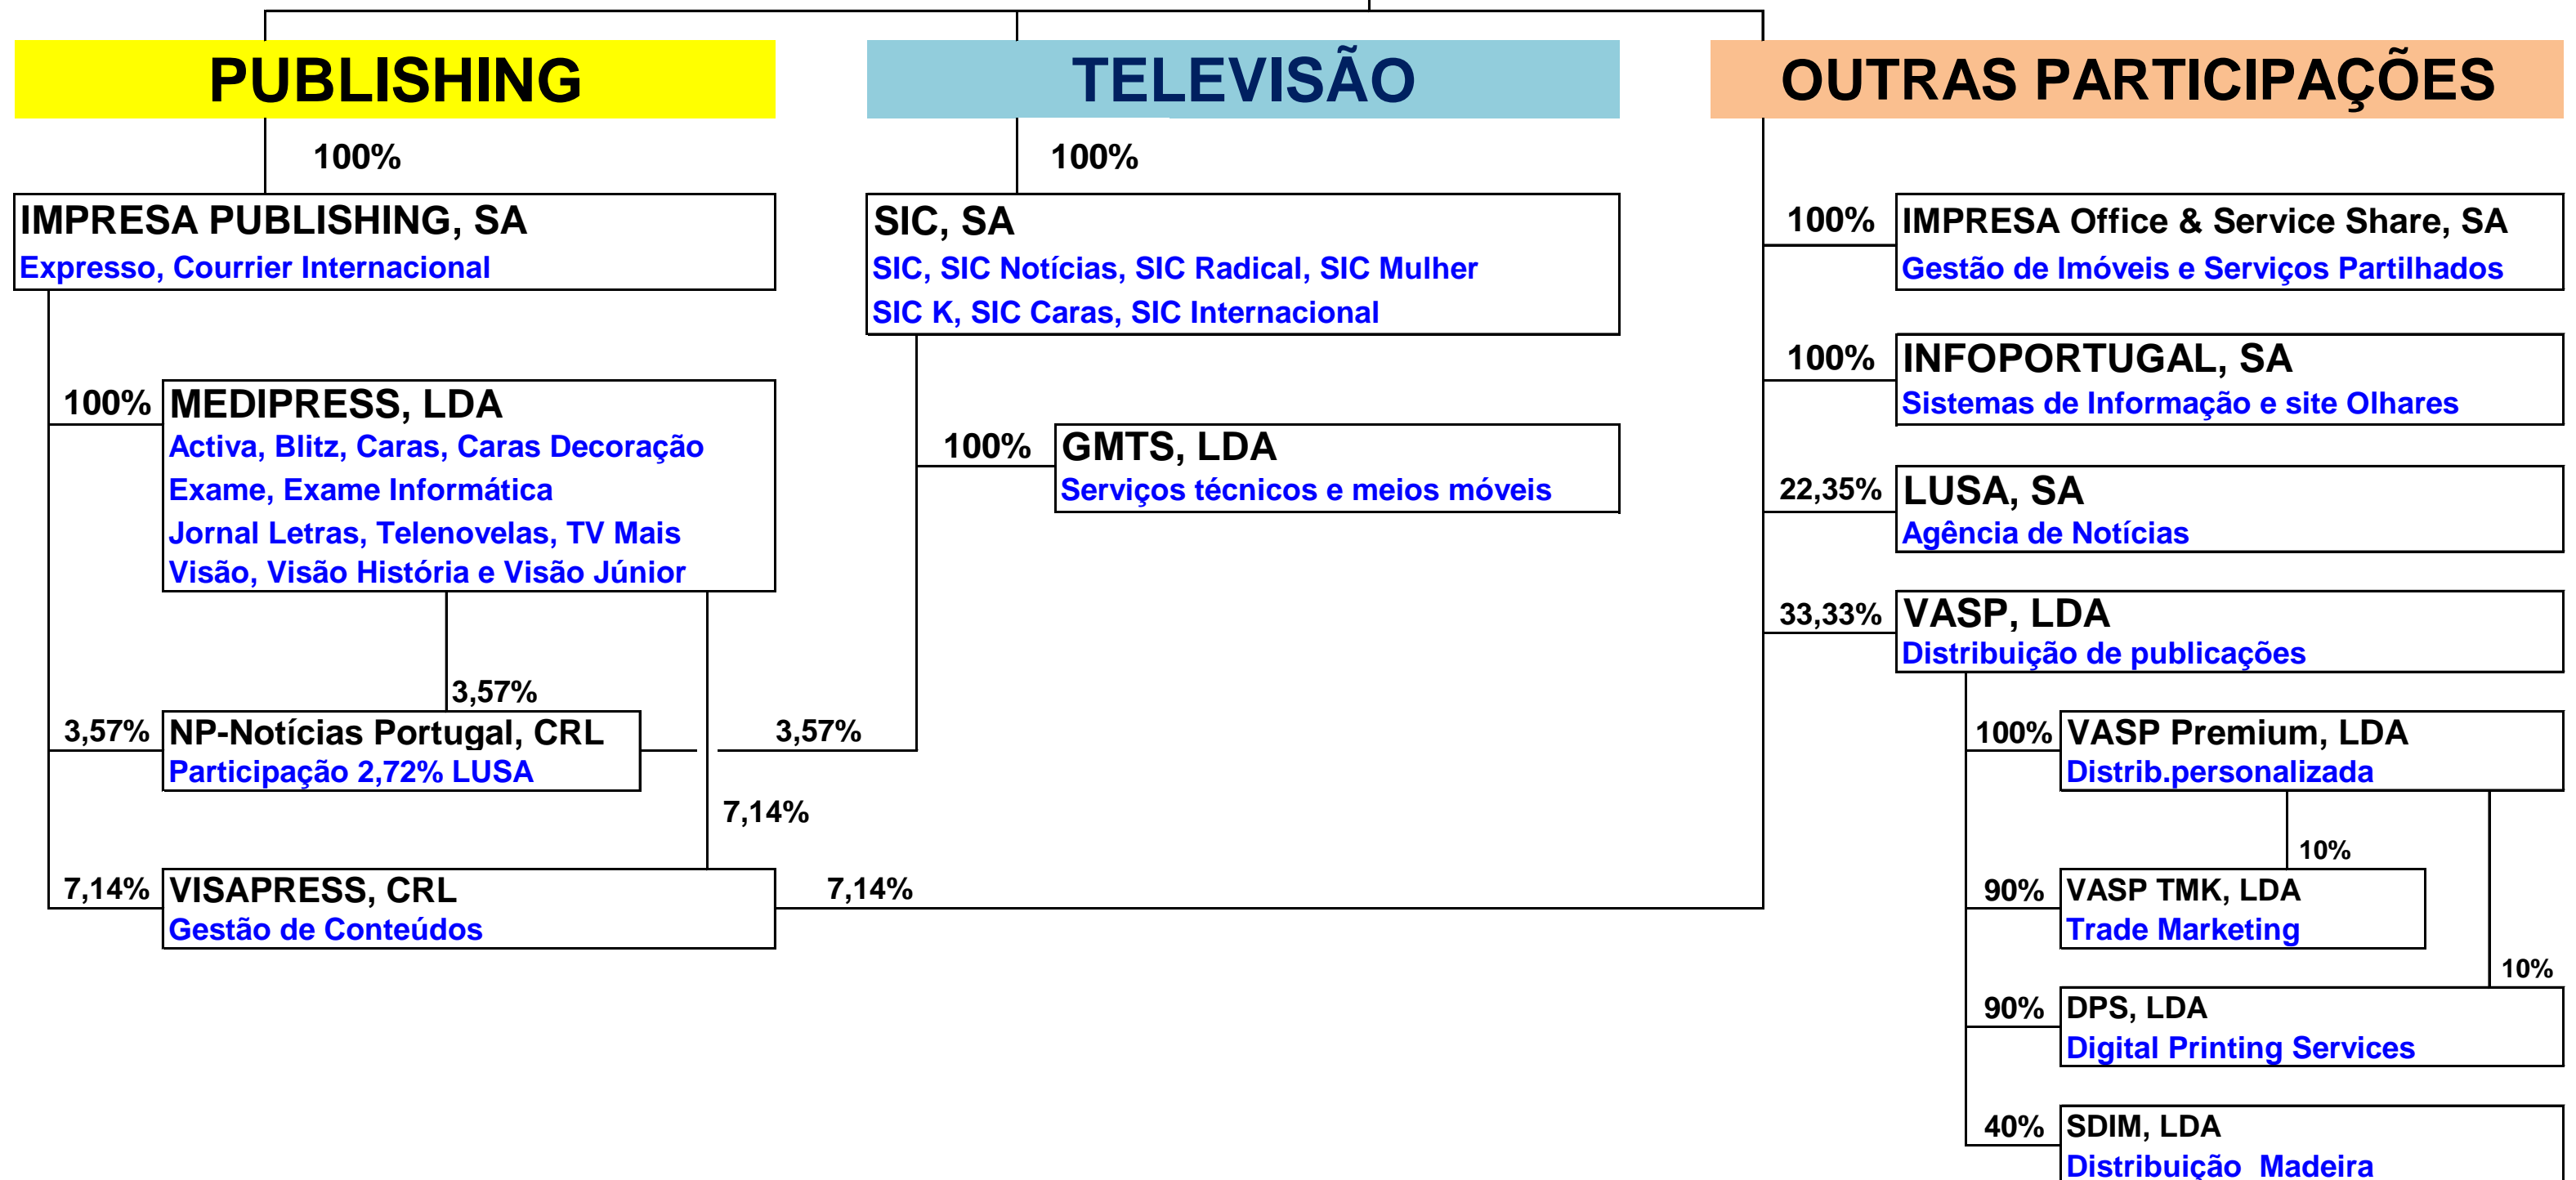 PUBLISHING
100%
IMPRESA PUBLISHING, SA
Expresso, Courrier Internacional
100%
MEDIPRESS, LDA
Activa, Blitz, Caras, Caras Decoração
Exame, Exame Informática
Jornal Letras, Telenovelas, TV Mais
Visão, Visão História e Visão Júnior
3,57%
3,57%
NP-Notícias Portugal, CRL
Participação 2,72% LUSA
3,57%
7,14%
7,14%
VISAPRESS, CRL
Gestão de Conteúdos
7,14%
TELEVISÃO
100%
SIC, SA
SIC, SIC Notícias, SIC Radical, SIC Mulher
SIC K, SIC Caras, SIC Internacional
100%
GMTS, LDA
Serviços técnicos e meios móveis
OUTRAS PARTICIPAÇÕES
100%
IMPRESA Office & Service Share, SA
Gestão de Imóveis e Serviços Partilhados
100%
INFOPORTUGAL, SA
Sistemas de Informação e site Olhares
22,35%
LUSA, SA
Agência de Notícias
33,33%
VASP, LDA
Distribuição de publicações
100%
VASP Premium, LDA
Distrib.personalizada
10%
90%
VASP TMK, LDA
Trade Marketing
10%
90%
DPS, LDA
Digital Printing Services
40%
SDIM, LDA
Distribuição  Madeira